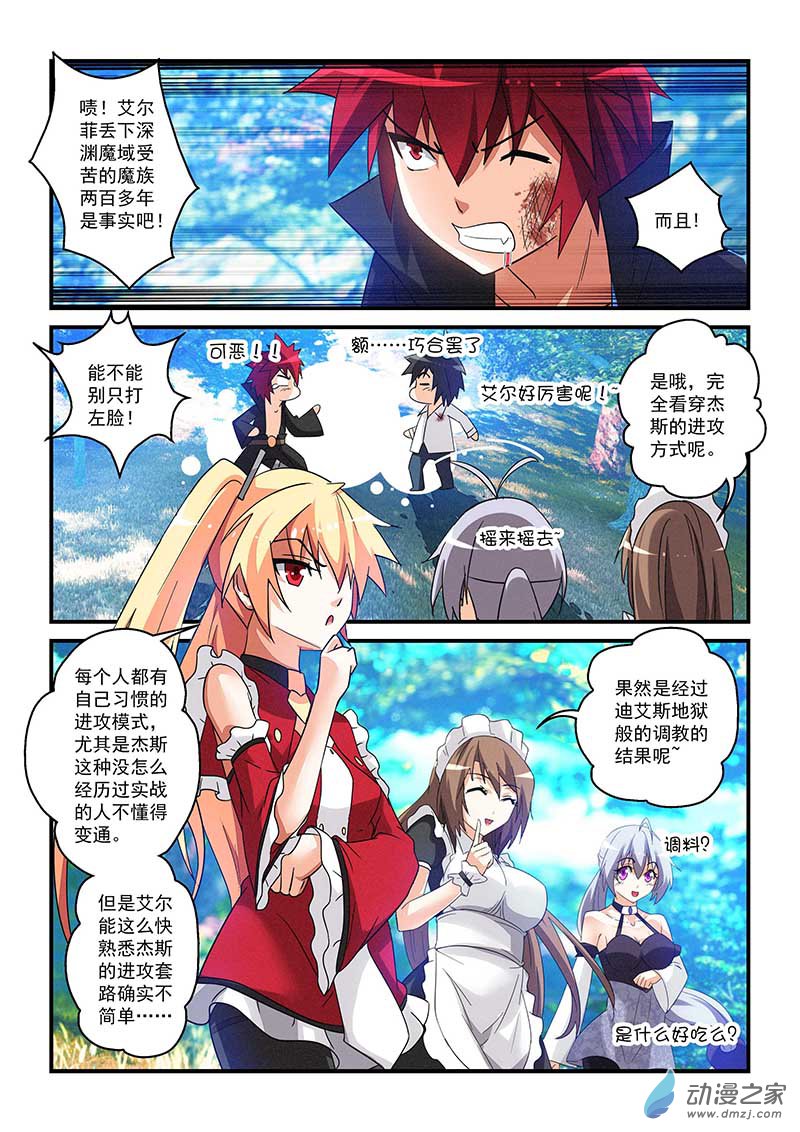 啧！艾尔
菲丢下深
渊魔域受
苦的魔族
两百多年
是事实吧！
而且！
能不能
别只打
左脸！
可恶！！
额……巧合罢了
艾尔好厉害呢！~
是哦，完
全看穿杰
斯的进攻
方式呢。
摇来摇去~
每个人都有
自己习惯的
进攻模式，
尤其是杰斯
这种没怎么
经历过实战
的人不懂得
变通。
但是艾尔
能这么快
熟悉杰斯
的进攻套
路确实不
简单……
果然是经过
迪艾斯地狱
般的调教的
结果呢~
调料？
是什么好吃么？
动漫之家
www.dmzj.com